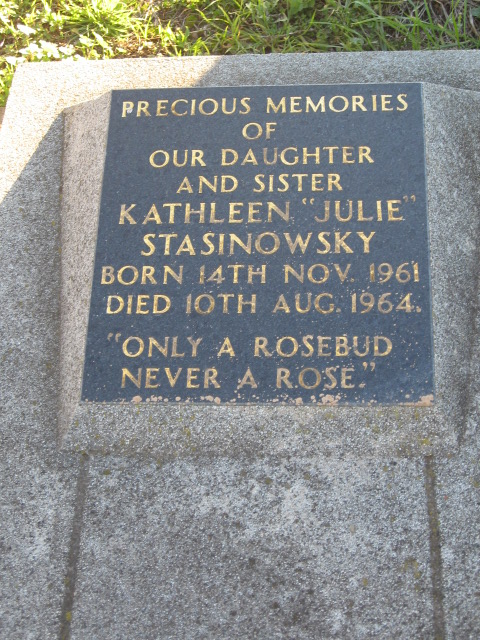 PRECIOUS MEMORIES
OF
OUR DAUGHTER
AND SISTER
KATHLEEN "JULIE"
STASINOWSKY
BORN 14TH NOV. 1961
DIED 10TH AUG. 1964.
"ONLY A ROSEBUD
NEVER A ROSE."